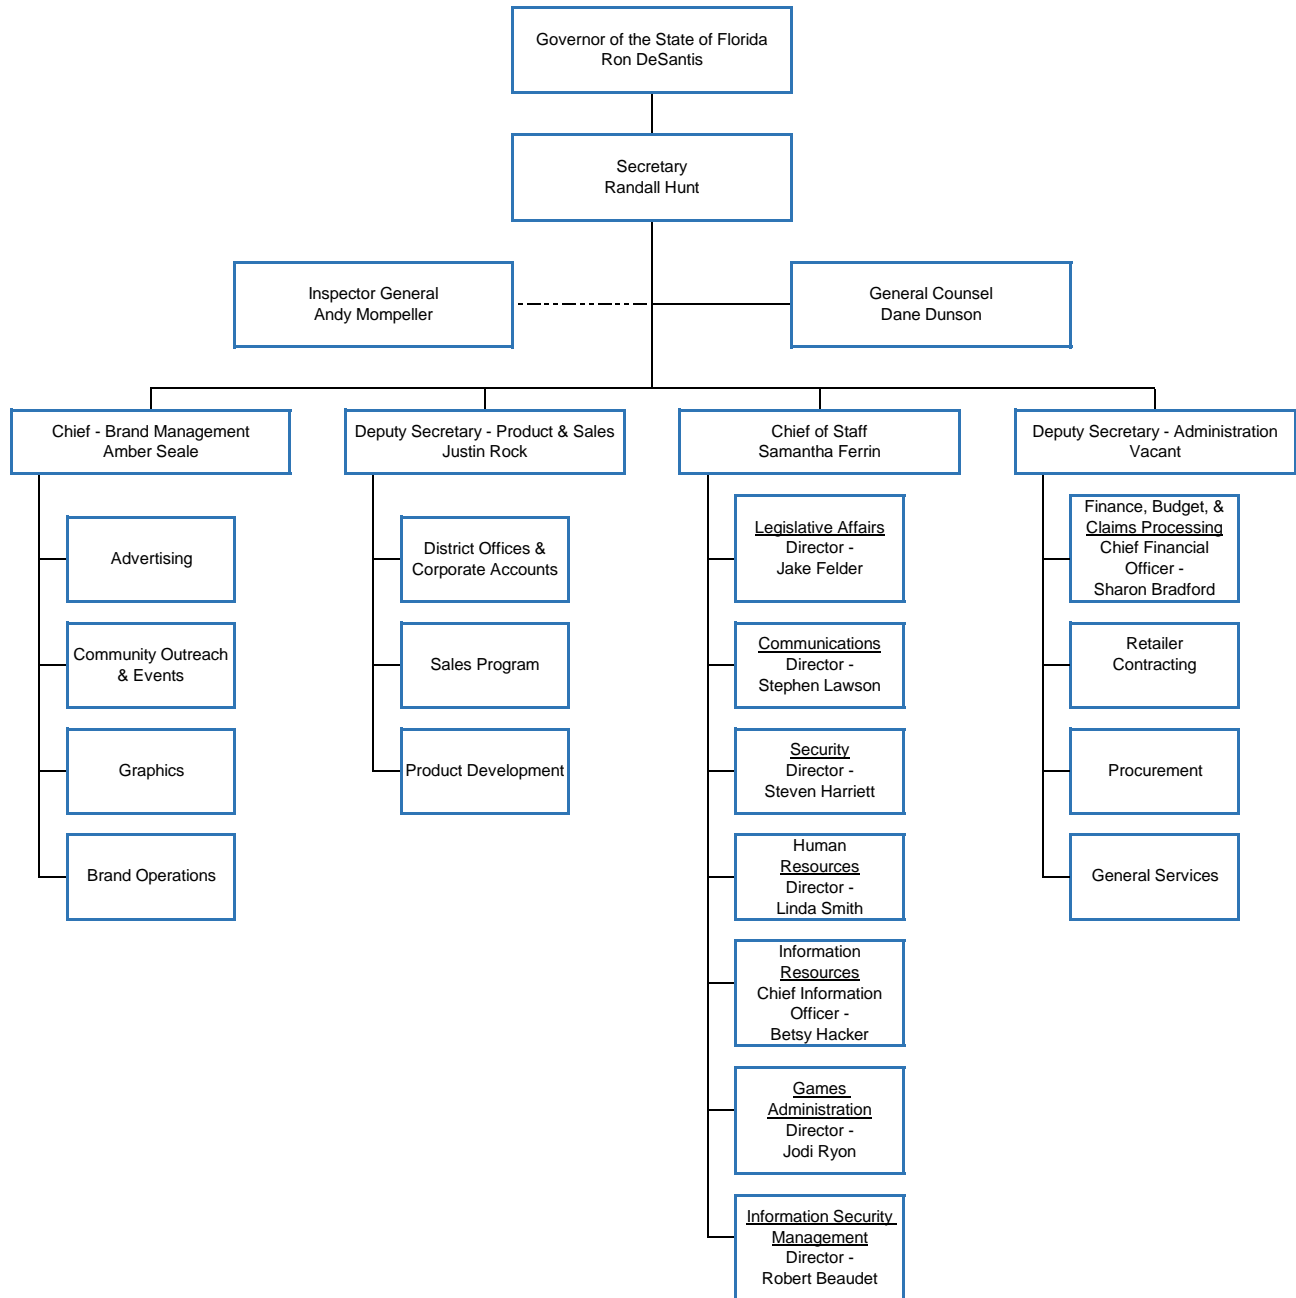 Governor of the State of Florida
Ron DeSantis
Secretary
Randall Hunt
Inspector General
Andy Mompeller
General Counsel
Dane Dunson
Chief - Brand Management
Amber Seale
Deputy Secretary - Product & Sales
Justin Rock
Chief of Staff
Samantha Ferrin
Deputy Secretary - Administration
Vacant
Advertising
Community Outreach
& Events
Graphics
Brand Operations
District Offices &
Corporate Accounts
Sales Program
Product Development
Legislative Affairs
Director -
Jake Felder
Communications
Director -
Stephen Lawson
Security
Director -
Steven Harriett
Human
Resources
Director -
Linda Smith
Information
Resources
Chief Information
Officer -
Betsy Hacker
Games
Administration
Director -
Jodi Ryon
Information Security
Management
Director -
Robert Beaudet
Finance, Budget, &
Claims Processing
Chief Financial
Officer -
Sharon Bradford
Retailer
Contracting
Procurement
General Services